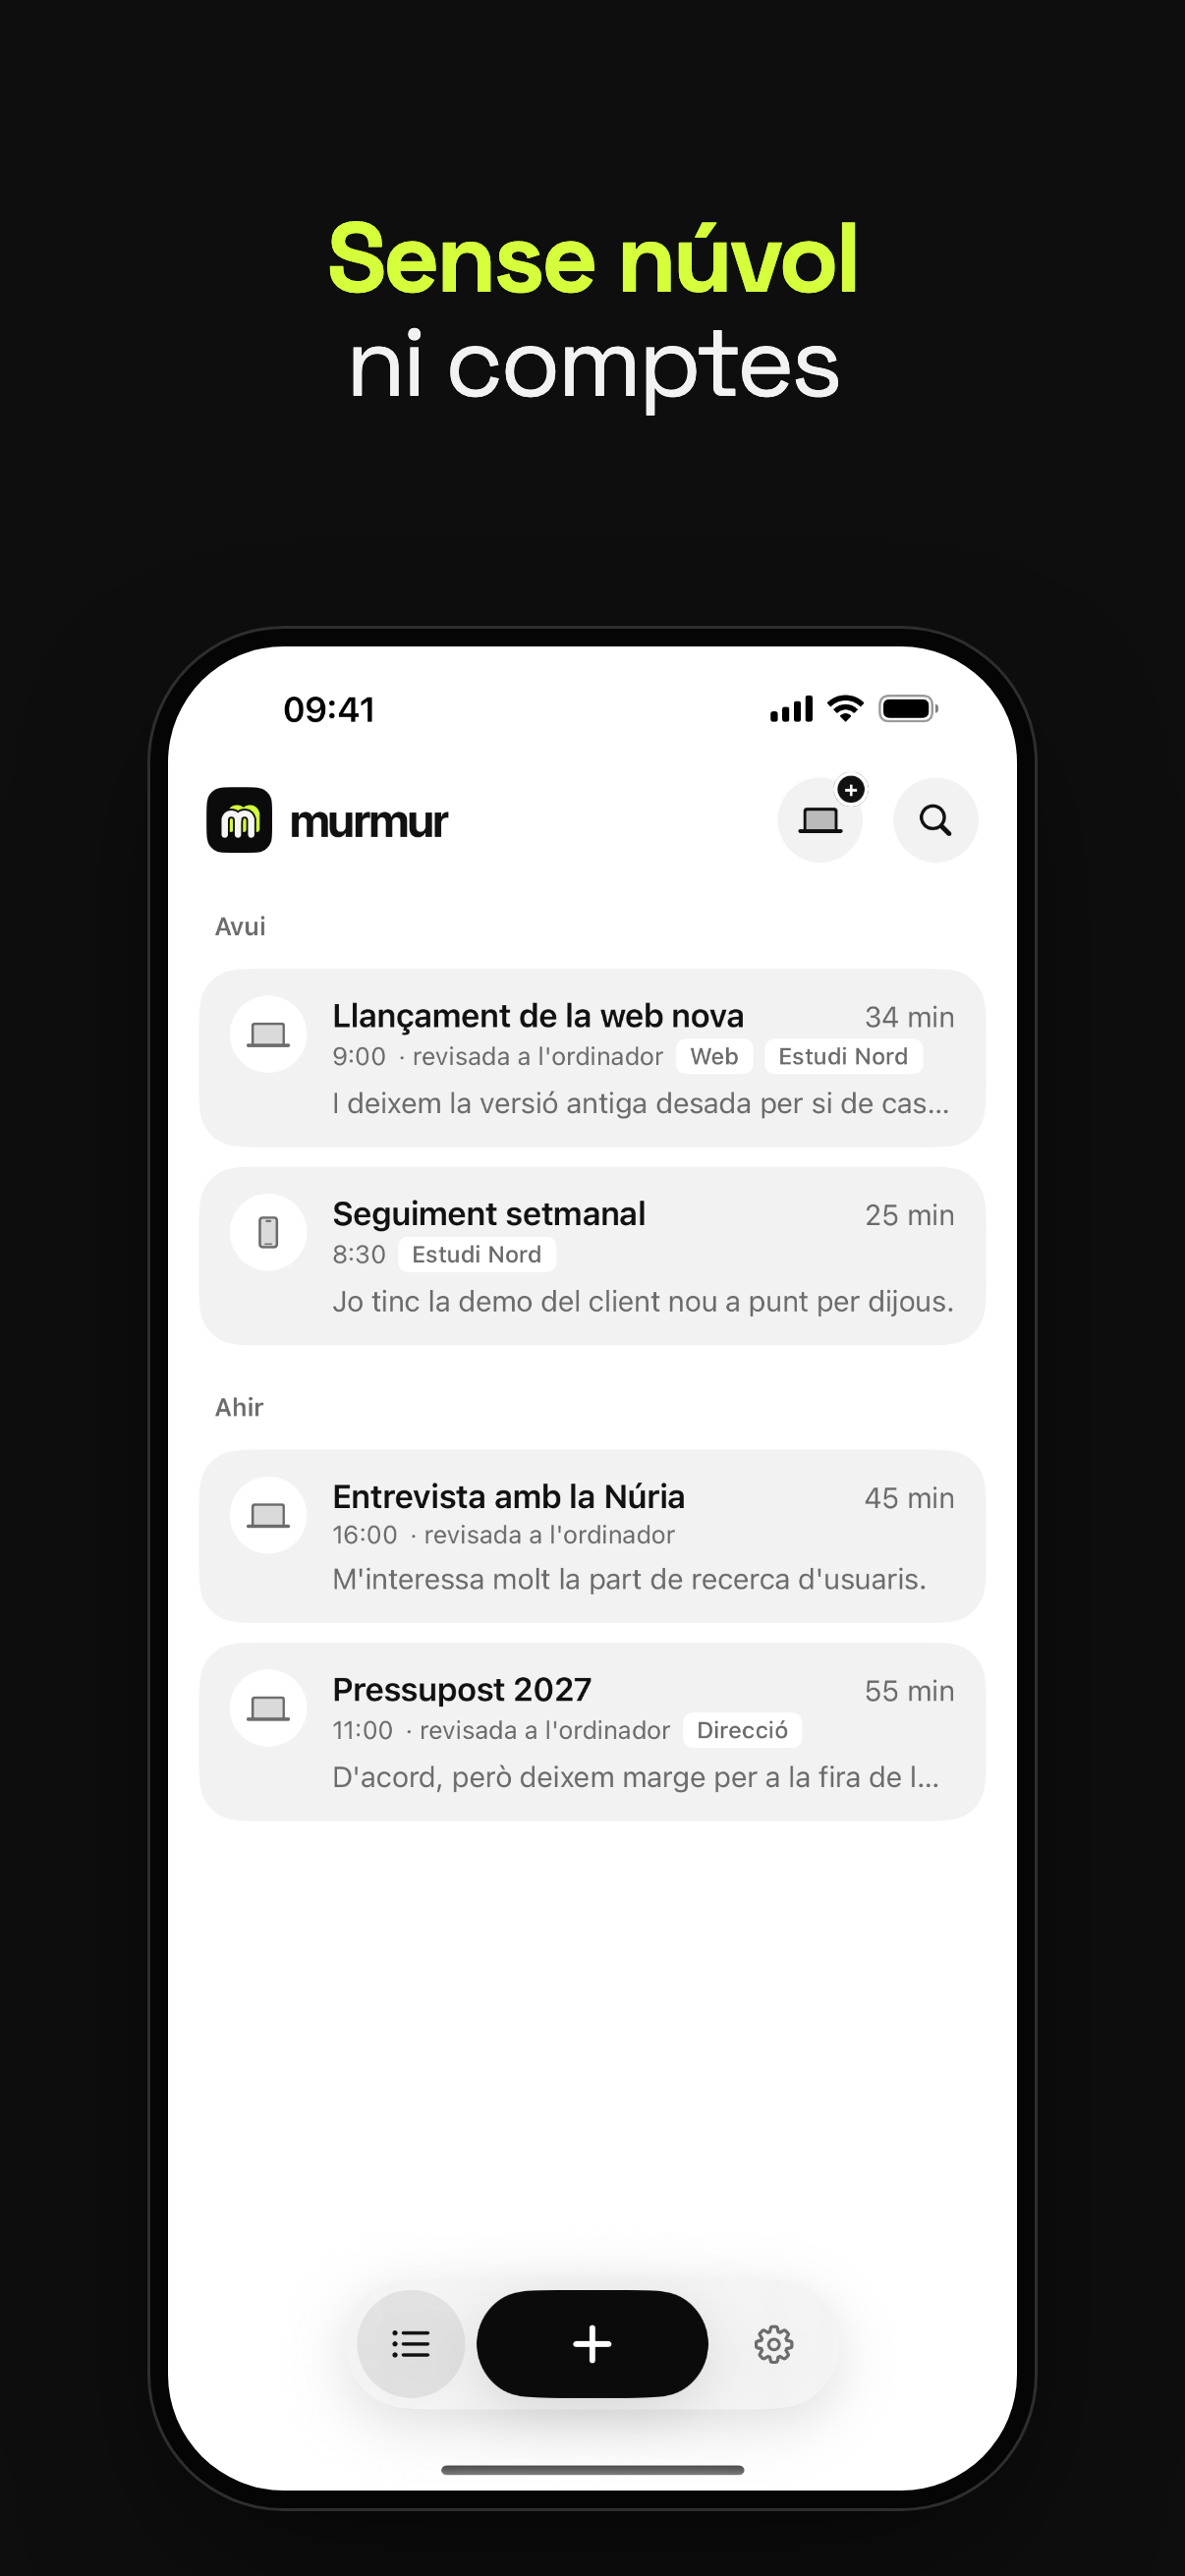 Sense núvol
ni comptes
09:41
murmur
Avui
Llançament de la web nova 34 min
9:00 · revisada a l'ordinador Web Estudi Nord
I deixem la versió antiga desada per si de cas...
Seguiment setmanal 25 min
8:30 Estudi Nord
Jo tinc la demo del client nou a punt per dijous.
Ahir
Entrevista amb la Núria 45 min
16:00 · revisada a l'ordinador
M'interessa molt la part de recerca d'usuaris.
Pressupost 2027 55 min
11:00 · revisada a l'ordinador Direcció
D'acord, però deixem marge per a la fira de l...